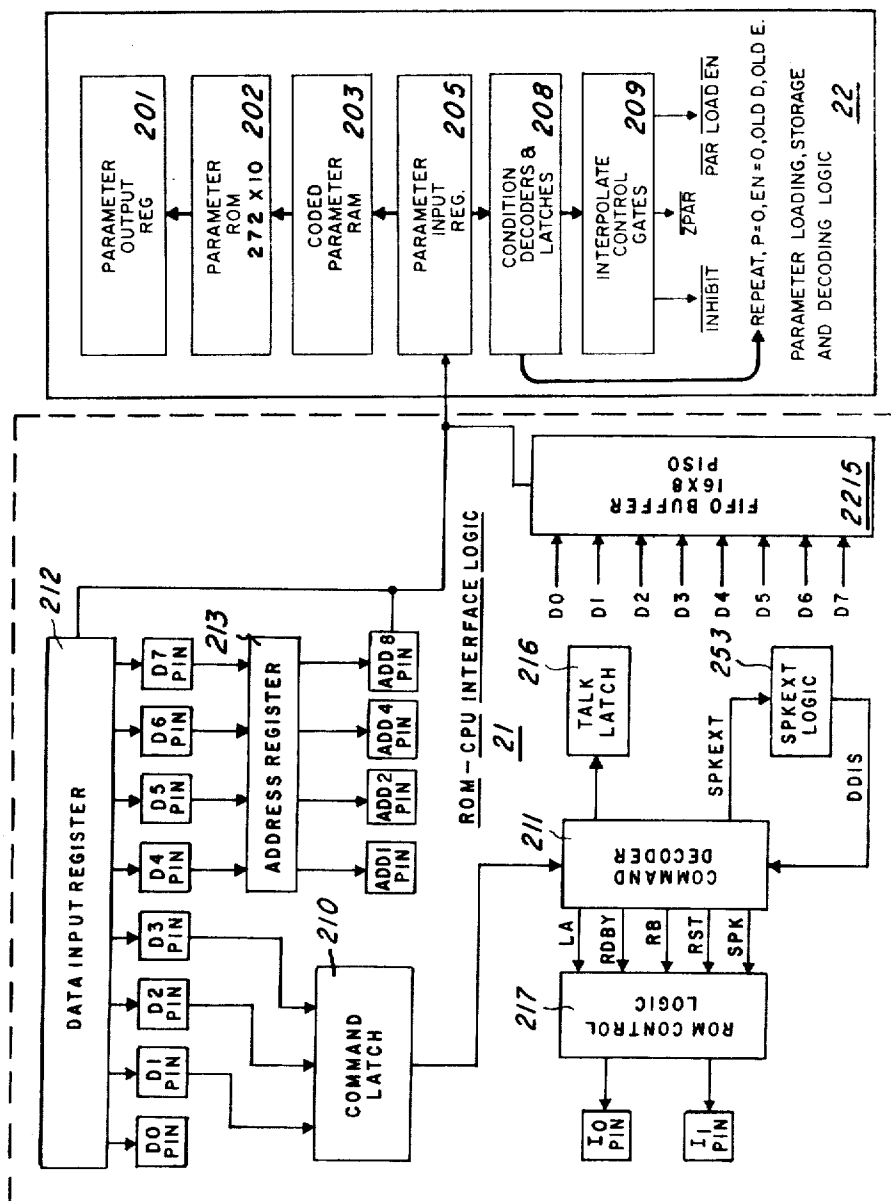 212
DATA INPUT REGISTER
D0 PIN
D1 PIN
D2 PIN
D3 PIN
D4 PIN
D5 PIN
D6 PIN
D7 PIN
213
ADDRESS REGISTER
ADD1 PIN
ADD2 PIN
ADD4 PIN
ADD8 PIN
210
COMMAND
LATCH
ROM-CPU INTERFACE LOGIC
21
211
COMMAND
DECODER
216
TALK
LATCH
SPKEXT
253
SPKEXT
LOGIC
DDIS
LA
RDBY
RB
RST
SPK
217
ROM CONTROL
LOGIC
I0
PIN
I1
PIN
D0
D1
D2
D3
D4
D5
D6
D7
FIFO BUFFER
16X8
PISO
2215
PARAMETER
OUTPUT
REG
201
PARAMETER
ROM
272 X 10
202
CODED
PARAMETER
RAM
203
PARAMETER
INPUT
REG.
205
CONDITION
DECODERS &
LATCHES
208
INTERPOLATE
CONTROL
GATES
209
INHIBIT
ZPAR
PAR LOAD EN
REPEAT, P=0, EN=0, OLD D, OLD E.
PARAMETER LOADING, STORAGE
AND DECODING LOGIC
22